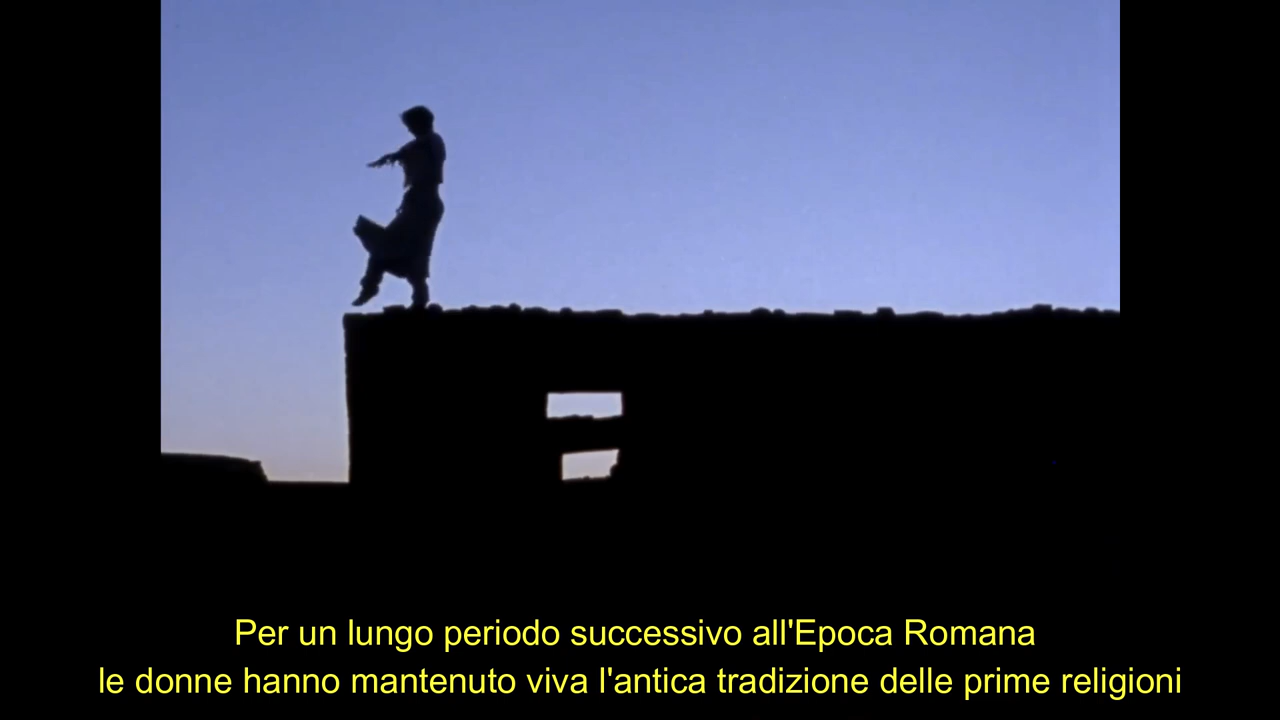 Per un lungo periodo successivo all'Epoca Romana
le donne hanno mantenuto viva l'antica tradizione delle prime religioni